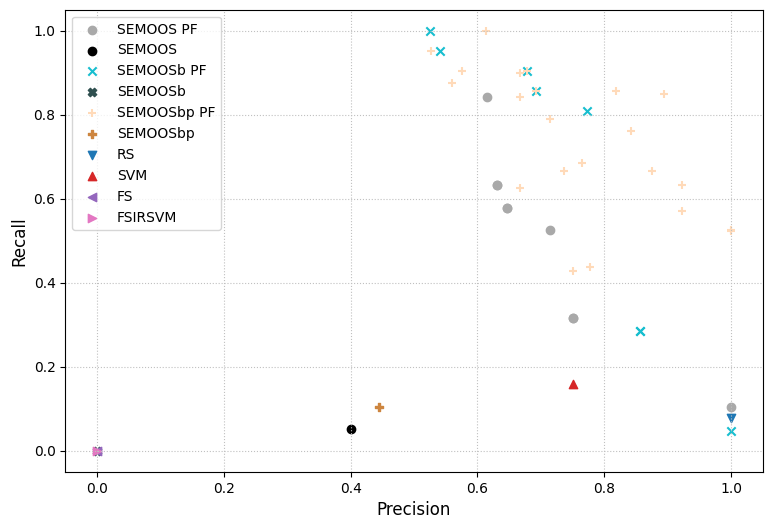 1.0
0.8
0.6
0.4
0.2
0.0
Recall
SEMOOS PF
SEMOOS
SEMOOSb PF
SEMOOSb
SEMOOSbp PF
SEMOOSbp
RS
SVM
FS
FSIRSVM
0.0 0.2 0.4 0.6 0.8 1.0
Precision